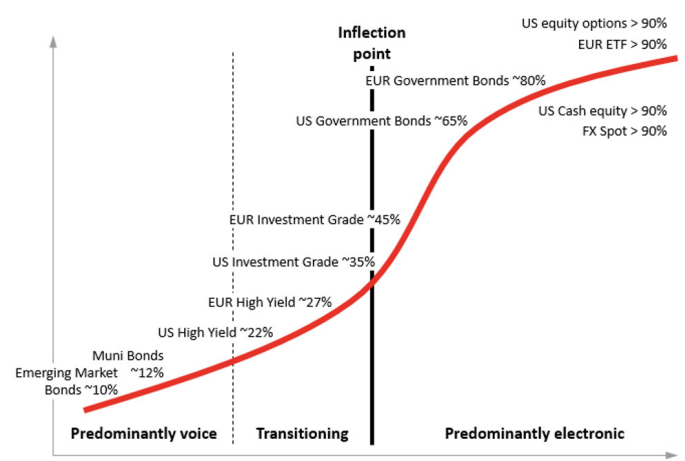 US equity options > 90%
Inflection
point
EUR ETF > 90%
EUR Government Bonds ~80%
US Cash equity > 90%
US Government Bonds ~65%
FX Spot > 90%
EUR Investment Grade ~45%
US Investment Grade ~35%
EUR High Yield ~27%
US High Yield ~22%
Muni Bonds
~12%
Emerging Market
Bonds ~10%
Predominantly voice
Transitioning
Predominantly electronic